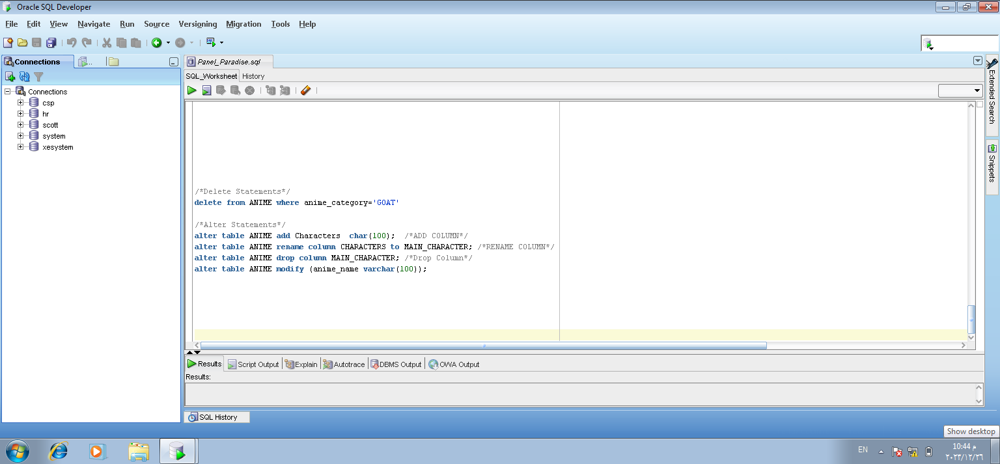 Oracle SQL Developer
File Edit View Navigate Run Source Versioning Migration Tools Help
Connections
Panel_Paradise.sql
SQL_Worksheet History
Connections
csp
hr
scott
system
xesystem
/*Delete Statements*/
delete from ANIME where anime_category='GOAT'
/*Alter Statements*/
alter table ANIME add Characters  char(100);  /*ADD COLUMN*/
alter table ANIME rename column CHARACTERS to MAIN_CHARACTER; /*RENAME COLUMN*/
alter table ANIME drop column MAIN_CHARACTER; /*Drop Column*/
alter table ANIME modify (anime_name varchar(100));
Extended Search
Snippets
Results Script Output Explain Autotrace DBMS Output OWA Output
Results:
SQL History
Show desktop
EN
10:44 م
٢٠٢٣/١٢/٢٦